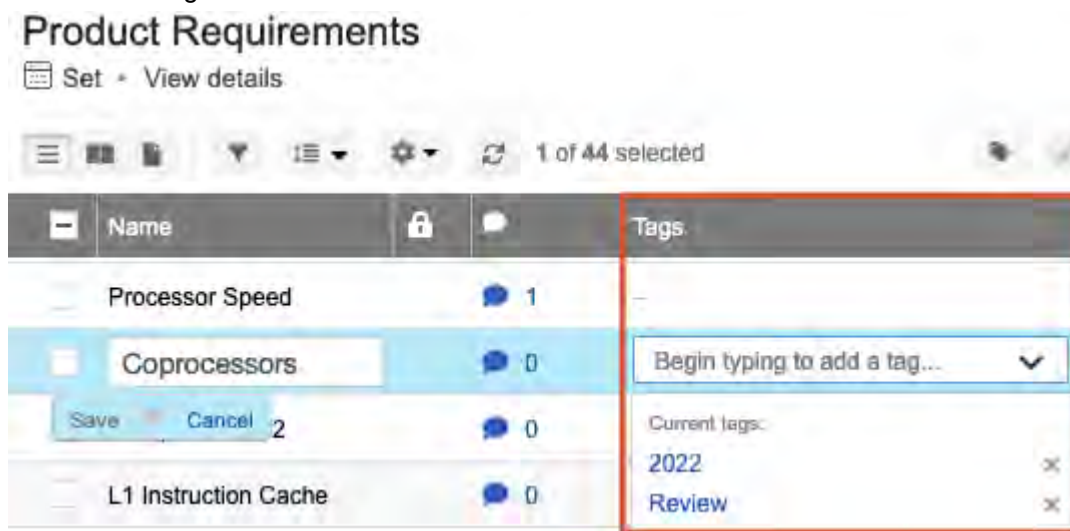 Product Requirements
Set • View details
1 of 44 selected
Name Tags
Processor Speed 1 –
Coprocessors 0 Begin typing to add a tag...
Save Cancel 2 0 Current tags:
2022
L1 Instruction Cache 0 Review